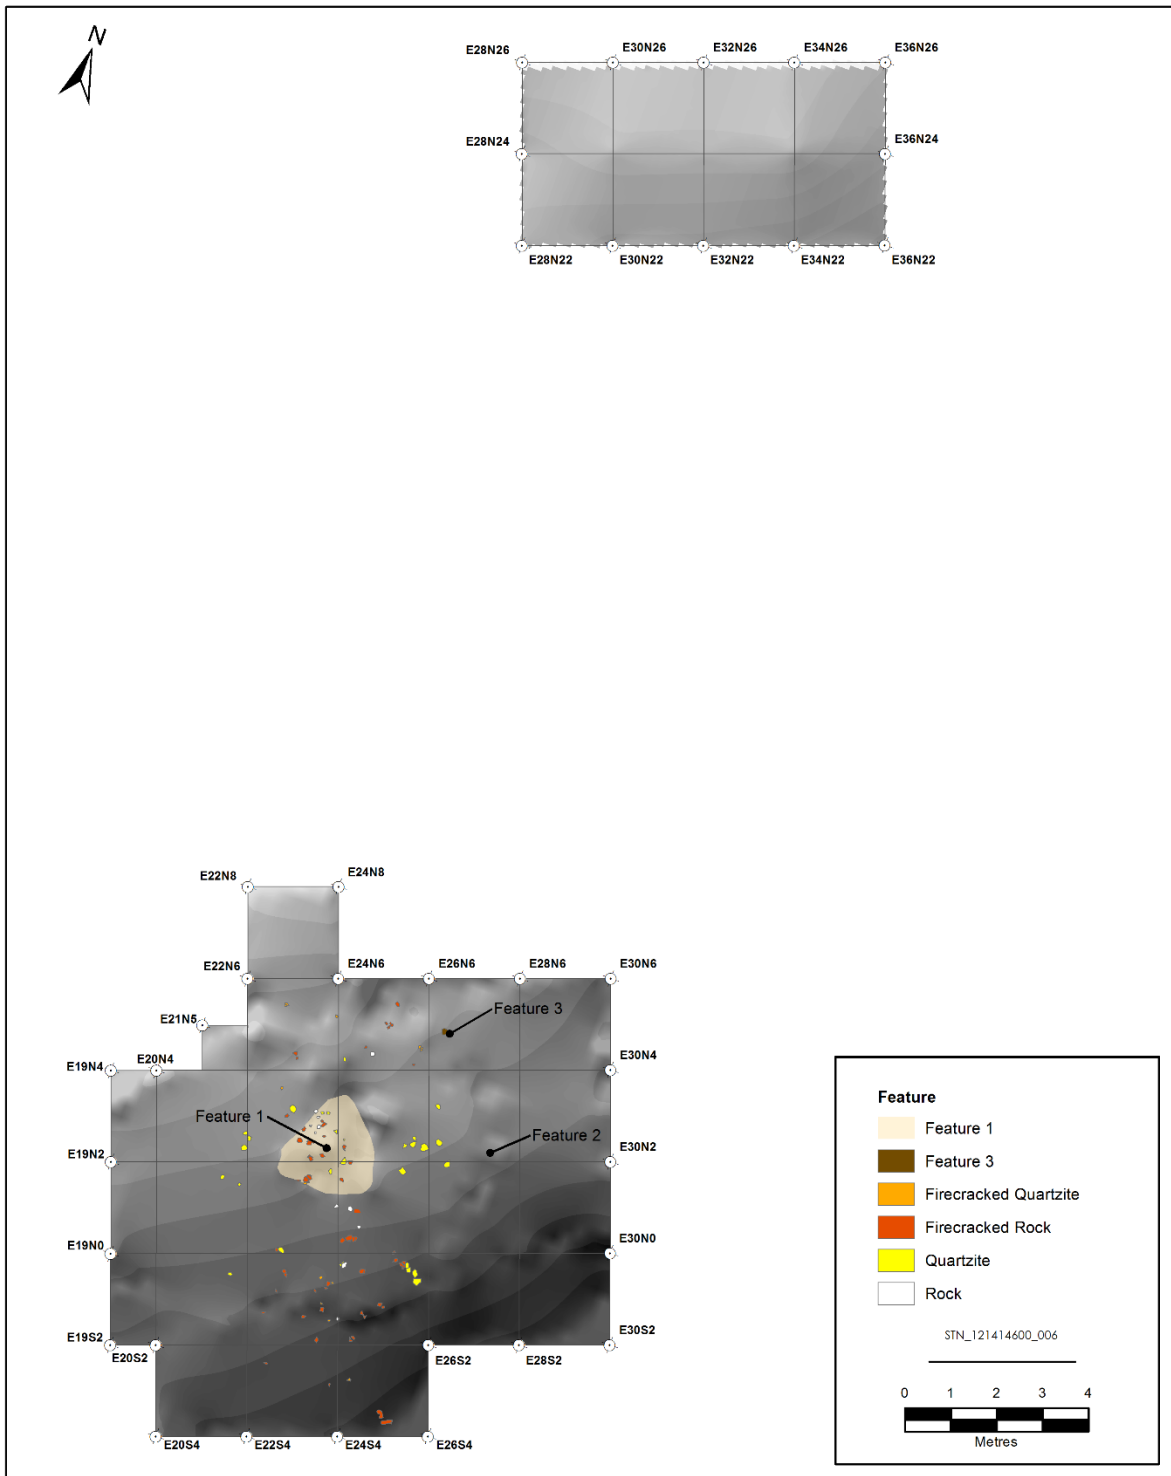 N
E28N26
E30N26
E32N26
E34N26
E36N26
E28N24
E36N24
E28N22
E30N22
E32N22
E34N22
E36N22
E22N8
E24N8
E22N6
E24N6
E26N6
E28N6
E30N6
Feature 3
E21N5
E19N4
E20N4
E30N4
Feature 1
Feature 2
E19N2
E30N2
E19N0
E30N0
E19S2
E20S2
E26S2
E28S2
E30S2
E20S4
E22S4
E24S4
E26S4
Feature
Feature 1
Feature 3
Firecracked Quartzite
Firecracked Rock
Quartzite
Rock
STN_121414600_006
0 1 2 3 4
Metres